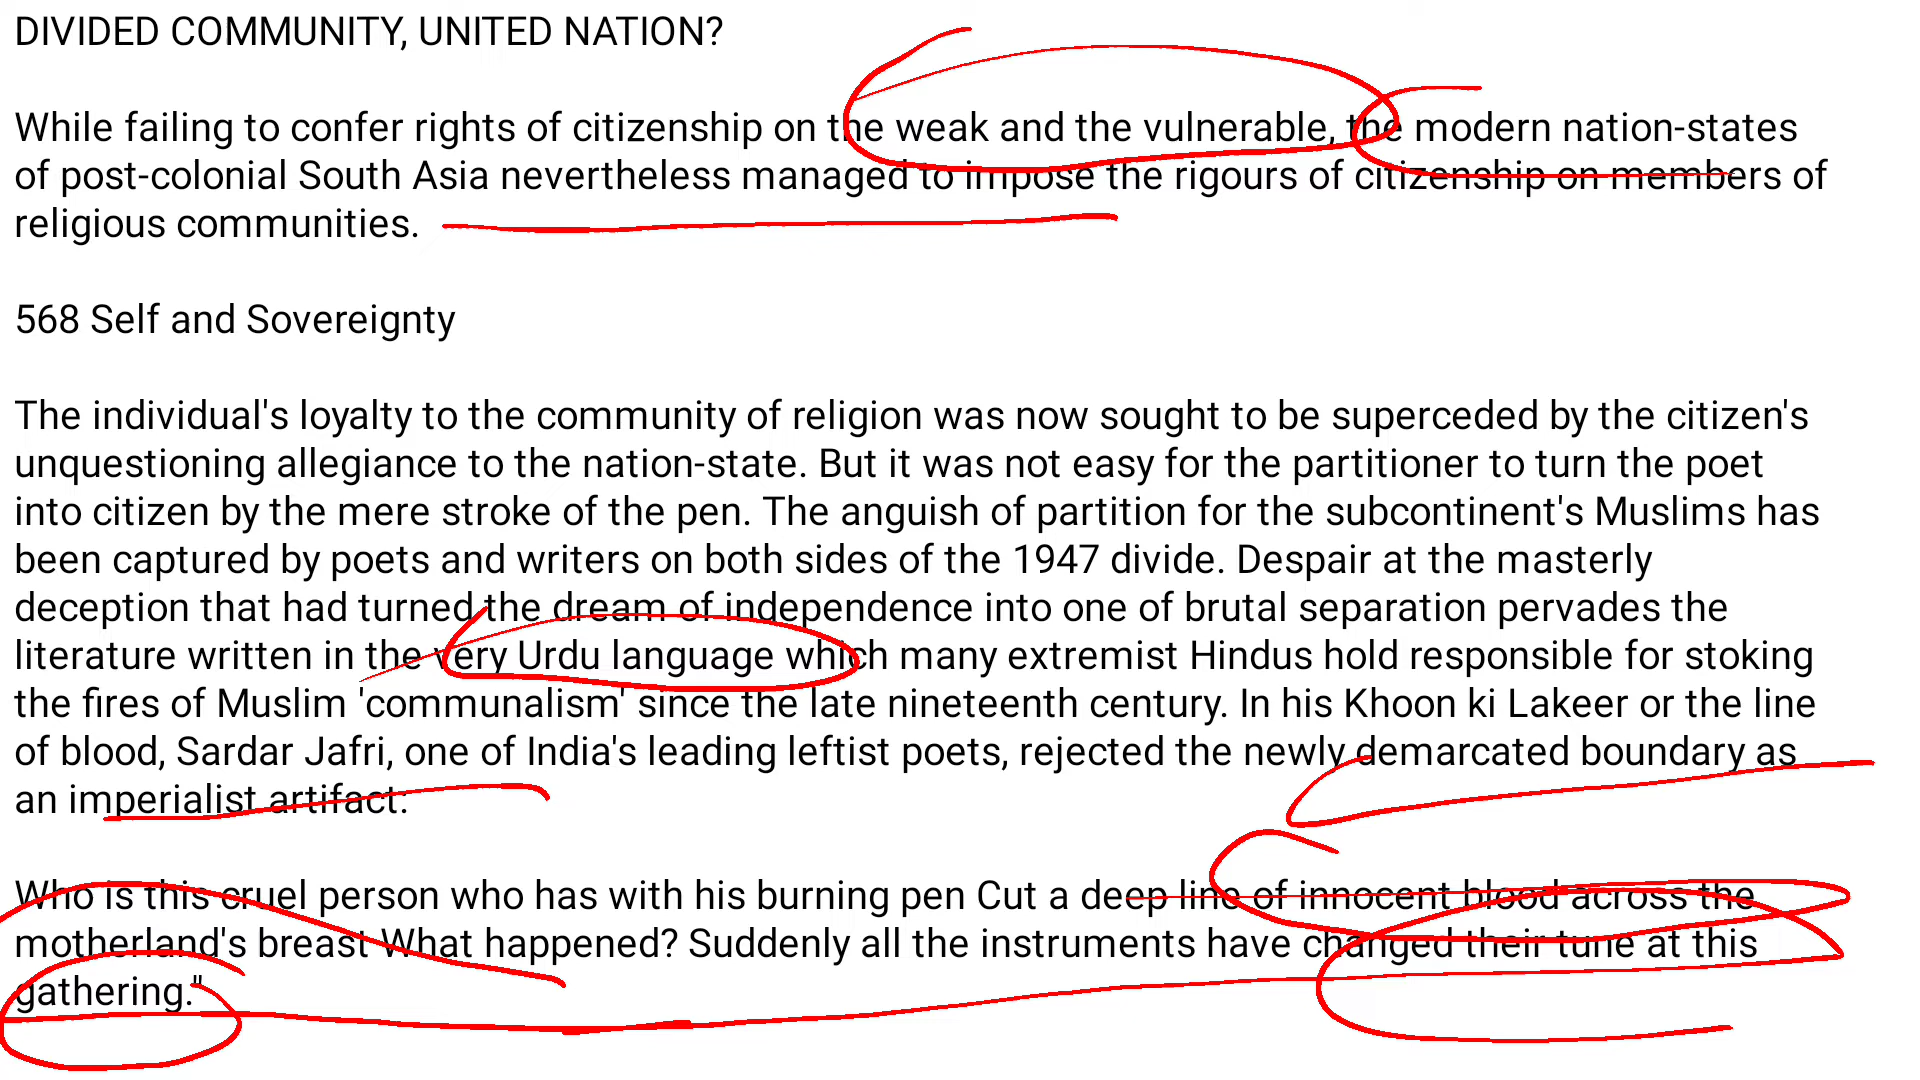 DIVIDED COMMUNITY, UNITED NATION?
While failing to confer rights of citizenship on the weak and the vulnerable, the modern nation-states
of post-colonial South Asia nevertheless managed to impose the rigours of citizenship on members of
religious communities.
568 Self and Sovereignty
The individual's loyalty to the community of religion was now sought to be superceded by the citizen's
unquestioning allegiance to the nation-state. But it was not easy for the partitioner to turn the poet
into citizen by the mere stroke of the pen. The anguish of partition for the subcontinent's Muslims has
been captured by poets and writers on both sides of the 1947 divide. Despair at the masterly
deception that had turned the dream of independence into one of brutal separation pervades the
literature written in the very Urdu language which many extremist Hindus hold responsible for stoking
the fires of Muslim 'communalism' since the late nineteenth century. In his Khoon ki Lakeer or the line
of blood, Sardar Jafri, one of India's leading leftist poets, rejected the newly demarcated boundary as
an imperialist artifact:
Who is this cruel person who has with his burning pen Cut a deep line of innocent blood across the
motherland's breast What happened? Suddenly all the instruments have changed their tune at this
gathering."